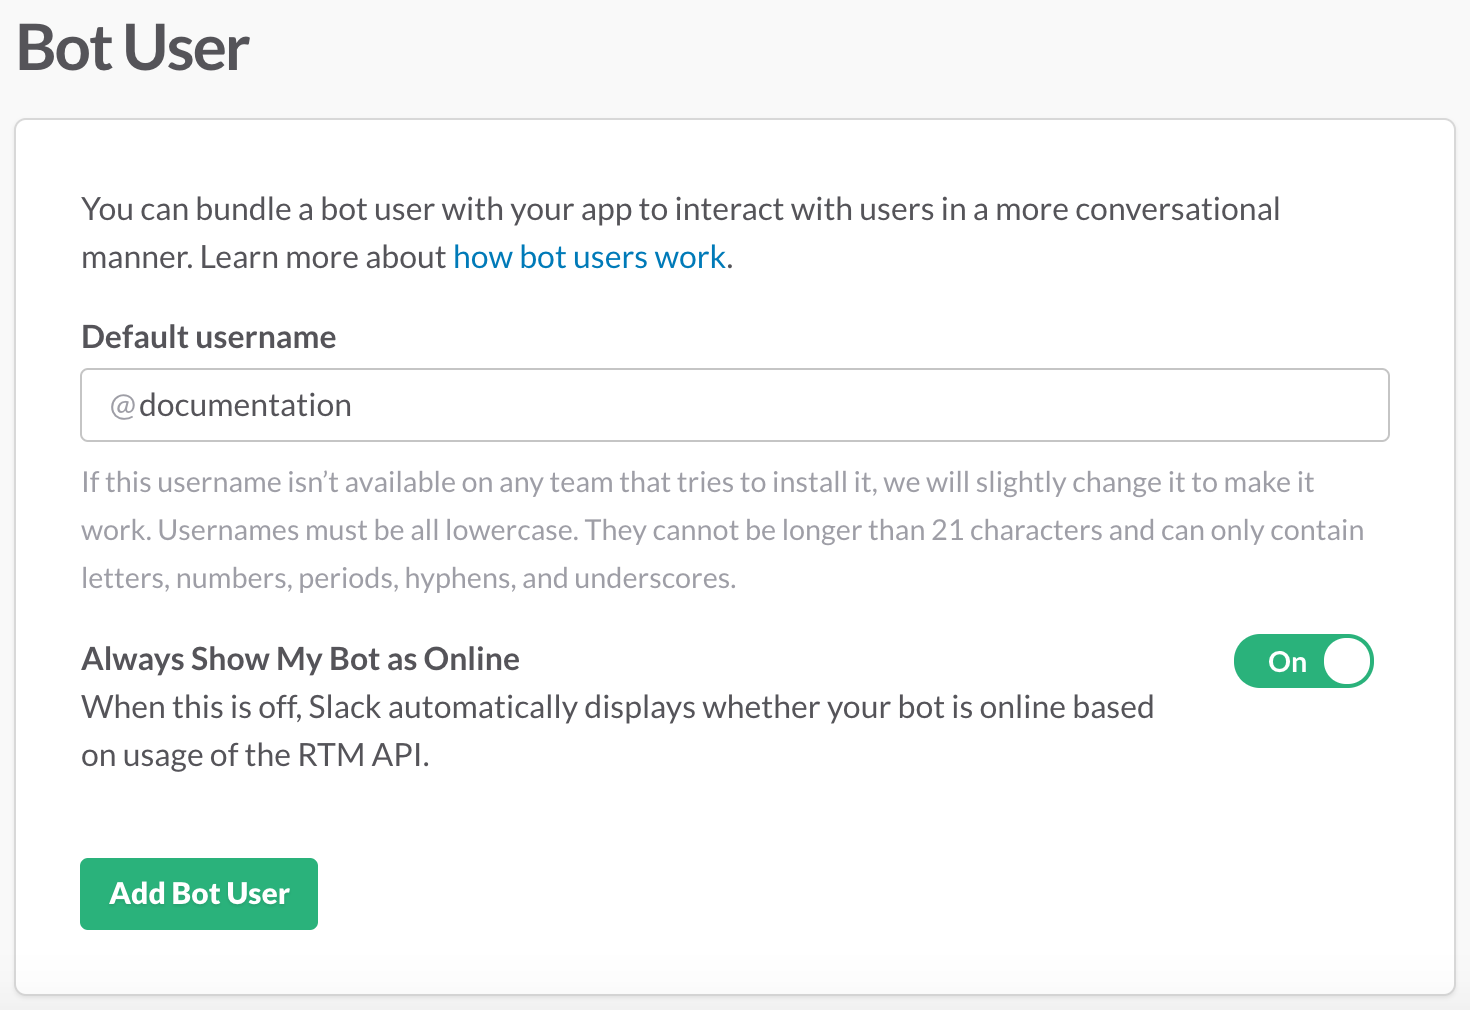 Bot User
You can bundle a bot user with your app to interact with users in a more conversational
manner. Learn more about how bot users work.
Default username
@documentation
If this username isn’t available on any team that tries to install it, we will slightly change it to make it
work. Usernames must be all lowercase. They cannot be longer than 21 characters and can only contain
letters, numbers, periods, hyphens, and underscores.
Always Show My Bot as Online
On
When this is off, Slack automatically displays whether your bot is online based
on usage of the RTM API.
Add Bot User